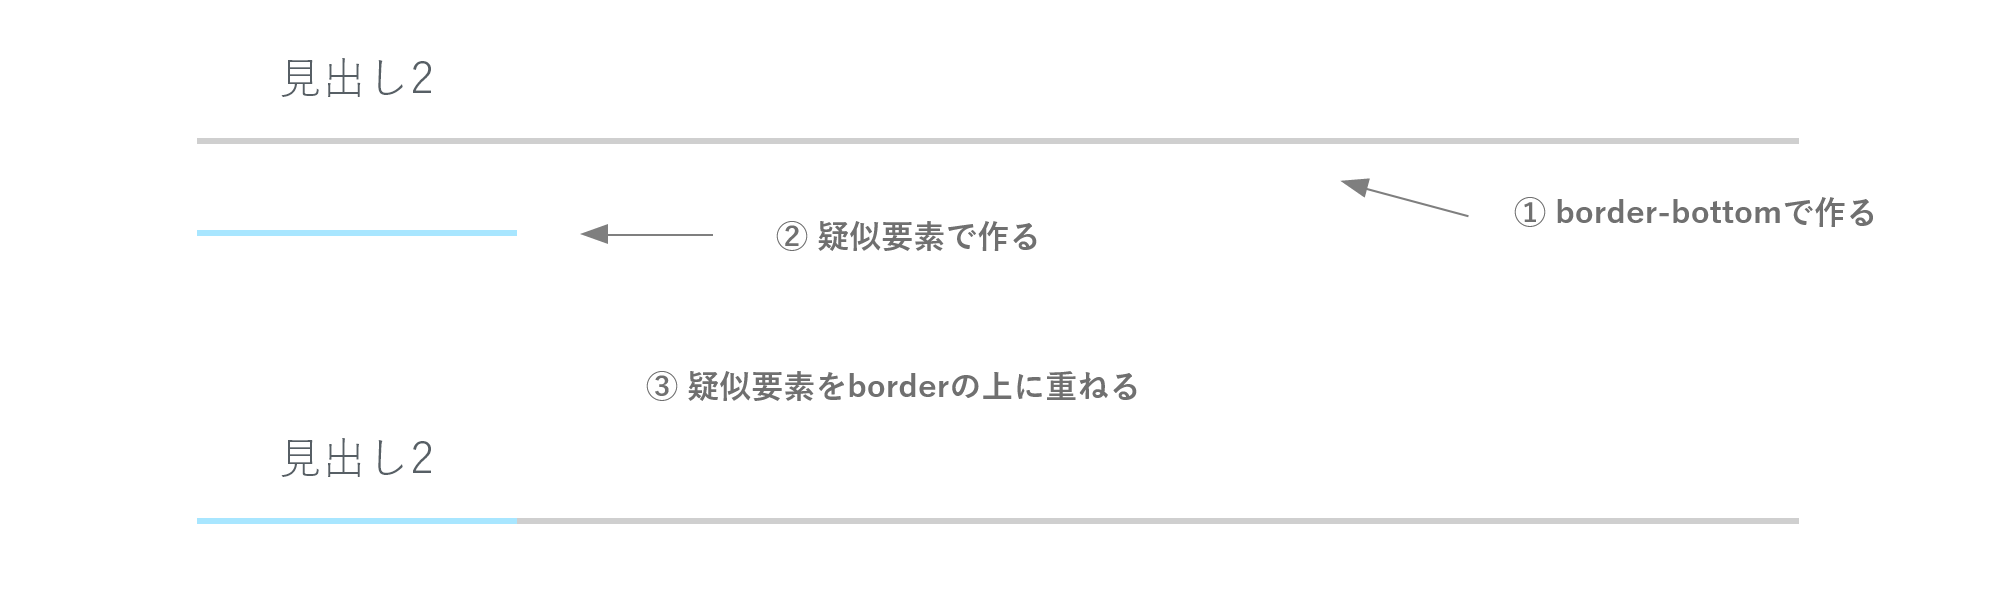 見出し2
① border-bottomで作る
② 疑似要素で作る
③ 疑似要素をborderの上に重ねる
見出し2